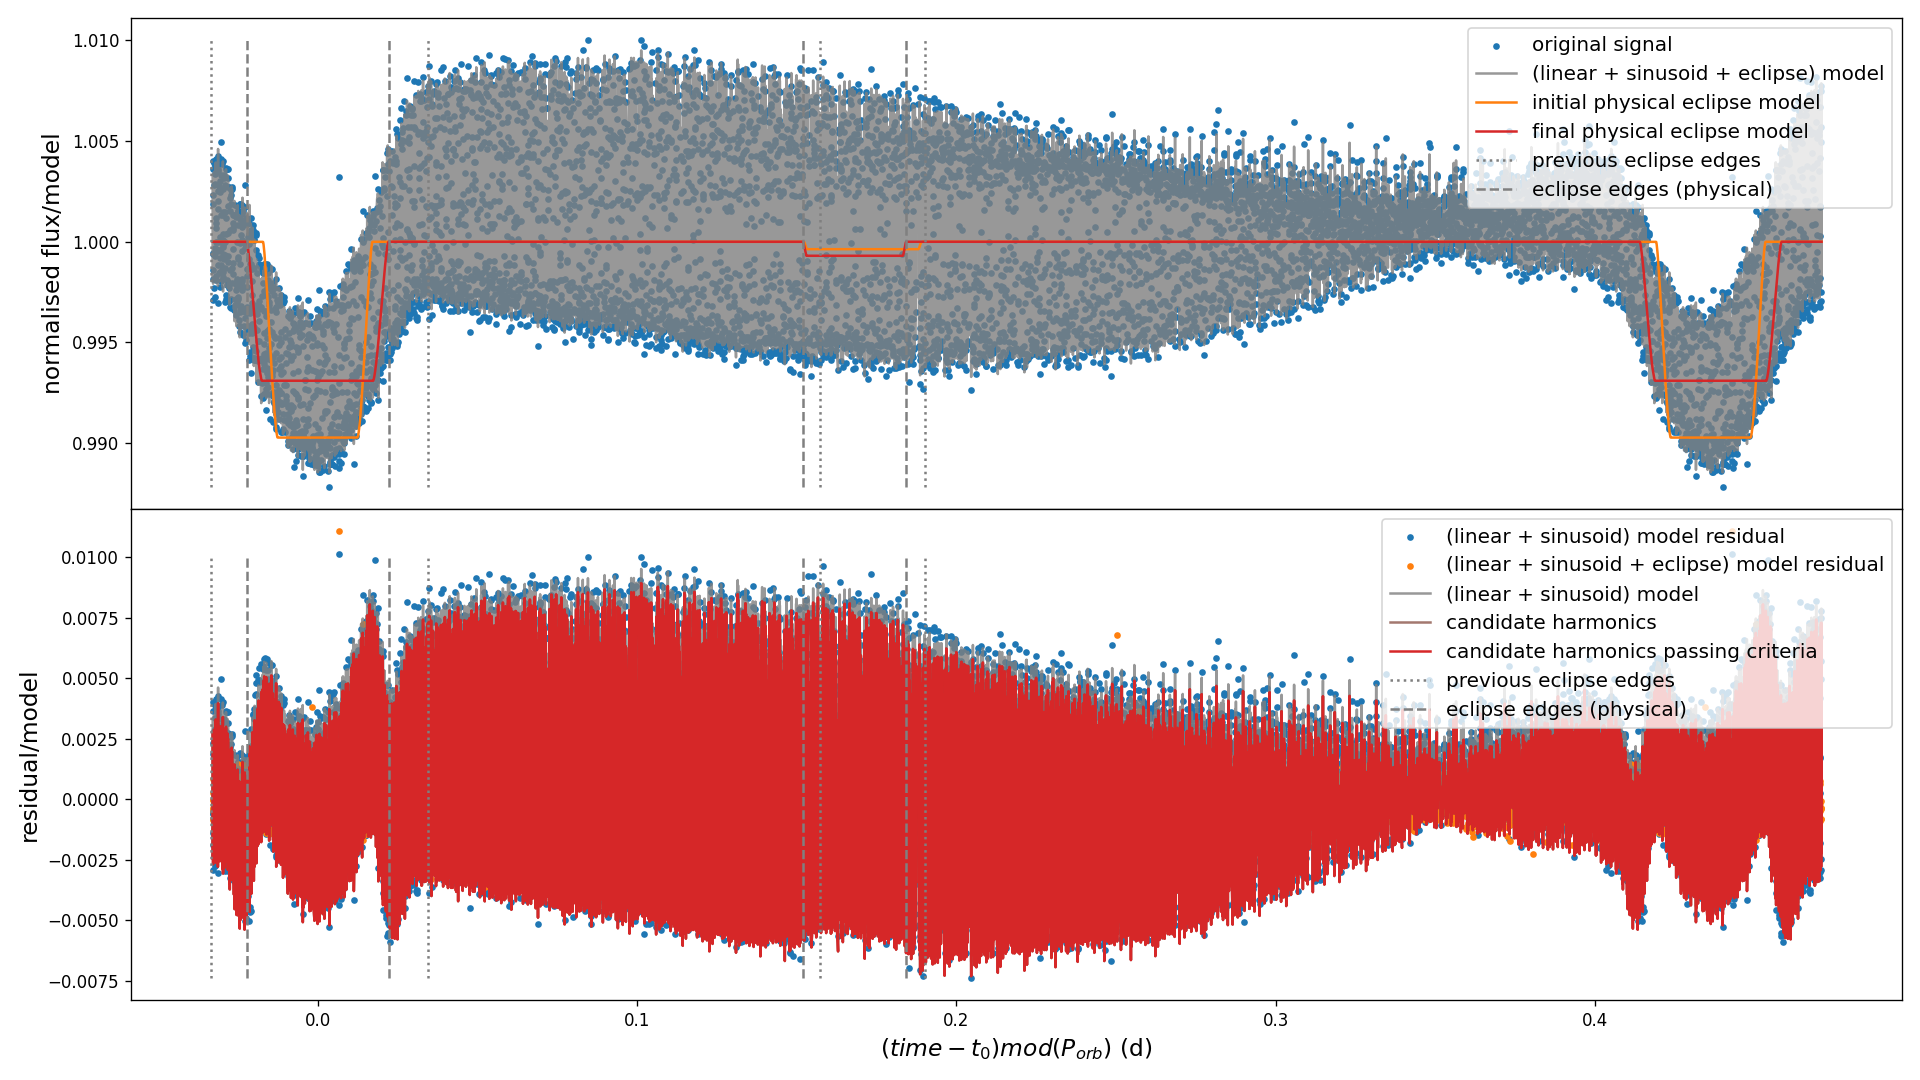 normalised flux/model
1.010
1.005
1.000
0.995
0.990
original signal
(linear + sinusoid + eclipse) model
initial physical eclipse model
final physical eclipse model
previous eclipse edges
eclipse edges (physical)
residual/model
0.0100
0.0075
0.0050
0.0025
0.0000
−0.0025
−0.0050
−0.0075
(linear + sinusoid) model residual
(linear + sinusoid + eclipse) model residual
(linear + sinusoid) model
candidate harmonics
candidate harmonics passing criteria
previous eclipse edges
eclipse edges (physical)
0.0 0.1 0.2 0.3 0.4
(time − t₀)mod(P_orb) (d)